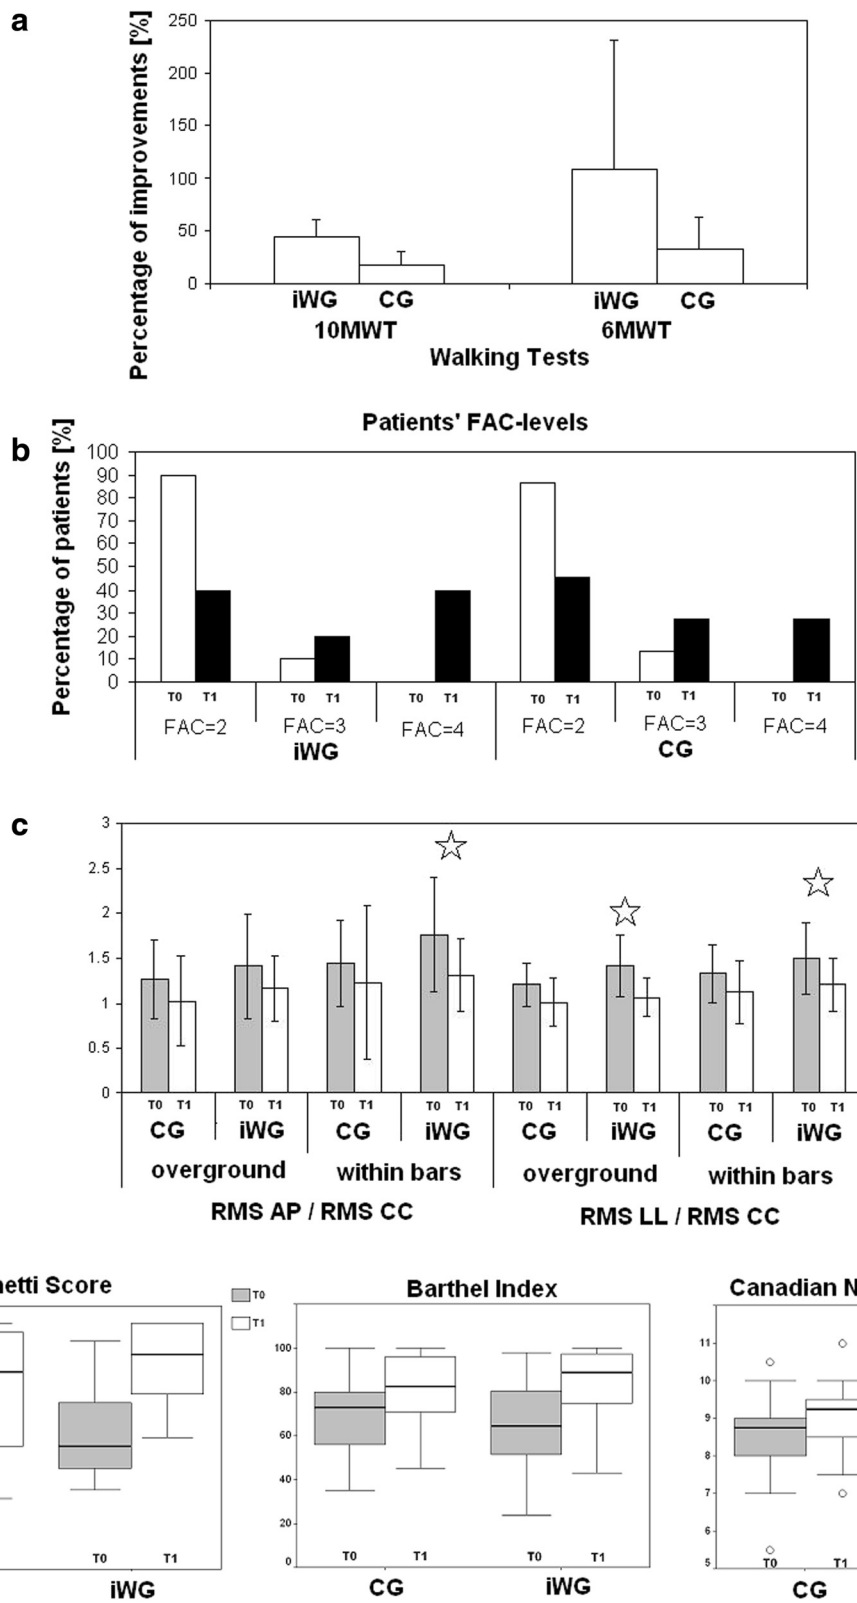 a
Percentage of improvements [%]
250
200
150
100
50
0
iWG CG iWG CG
10MWT 6MWT
Walking Tests
b
Patients' FAC-levels
Percentage of patients [%]
100
90
80
70
60
50
40
30
20
10
0
T0 T1 T0 T1 T0 T1 T0 T1 T0 T1 T0 T1
FAC=2 FAC=3 FAC=4 FAC=2 FAC=3 FAC=4
iWG CG
c
3
2.5
2
1.5
1
0.5
0
T0 T1 T0 T1 T0 T1 T0 T1 T0 T1 T0 T1 T0 T1 T0 T1
CG iWG CG iWG CG iWG CG iWG
overground within bars overground within bars
RMS AP / RMS CC RMS LL / RMS CC
netti Score
T0 T1
iWG
T0
T1
Barthel Index
100
80
60
40
20
0
T0 T1 T0 T1
CG iWG
Canadian N
11
10
9
8
7
6
5
T0 T1
CG